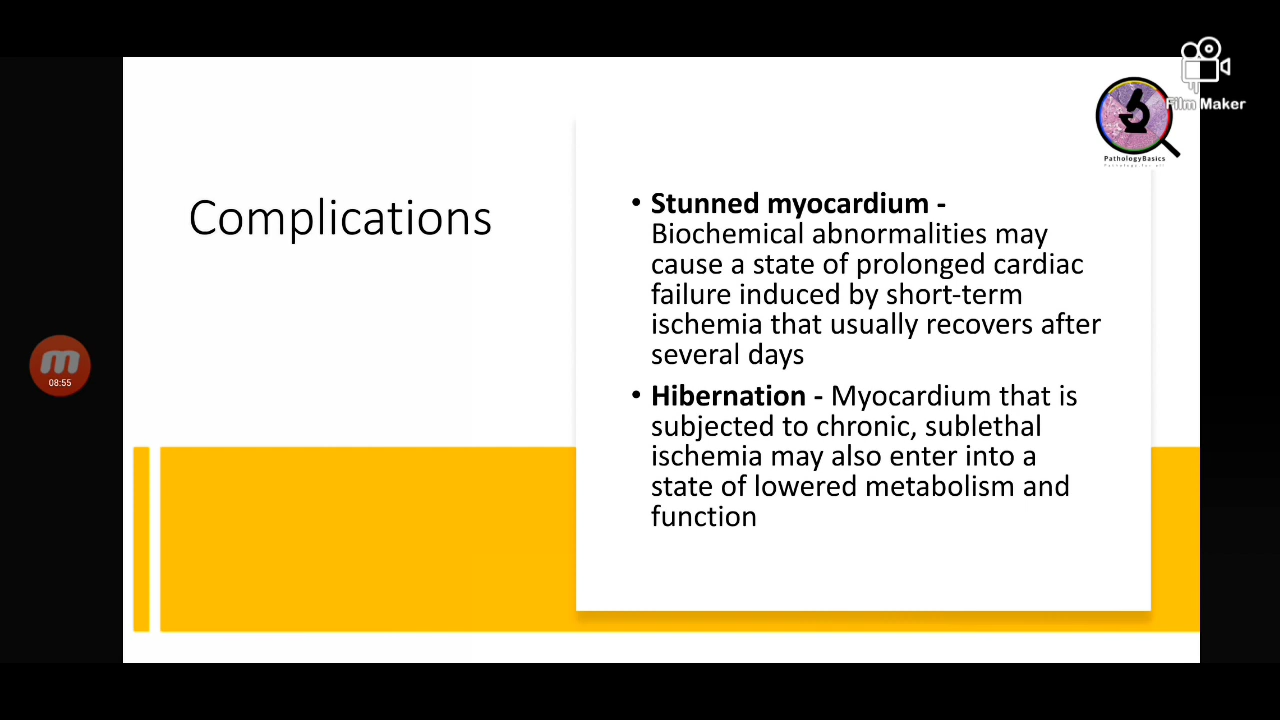 Film Maker
PathologyBasics
Complications
• Stunned myocardium -
Biochemical abnormalities may
cause a state of prolonged cardiac
failure induced by short-term
ischemia that usually recovers after
several days
• Hibernation - Myocardium that is
subjected to chronic, sublethal
ischemia may also enter into a
state of lowered metabolism and
function
08:55